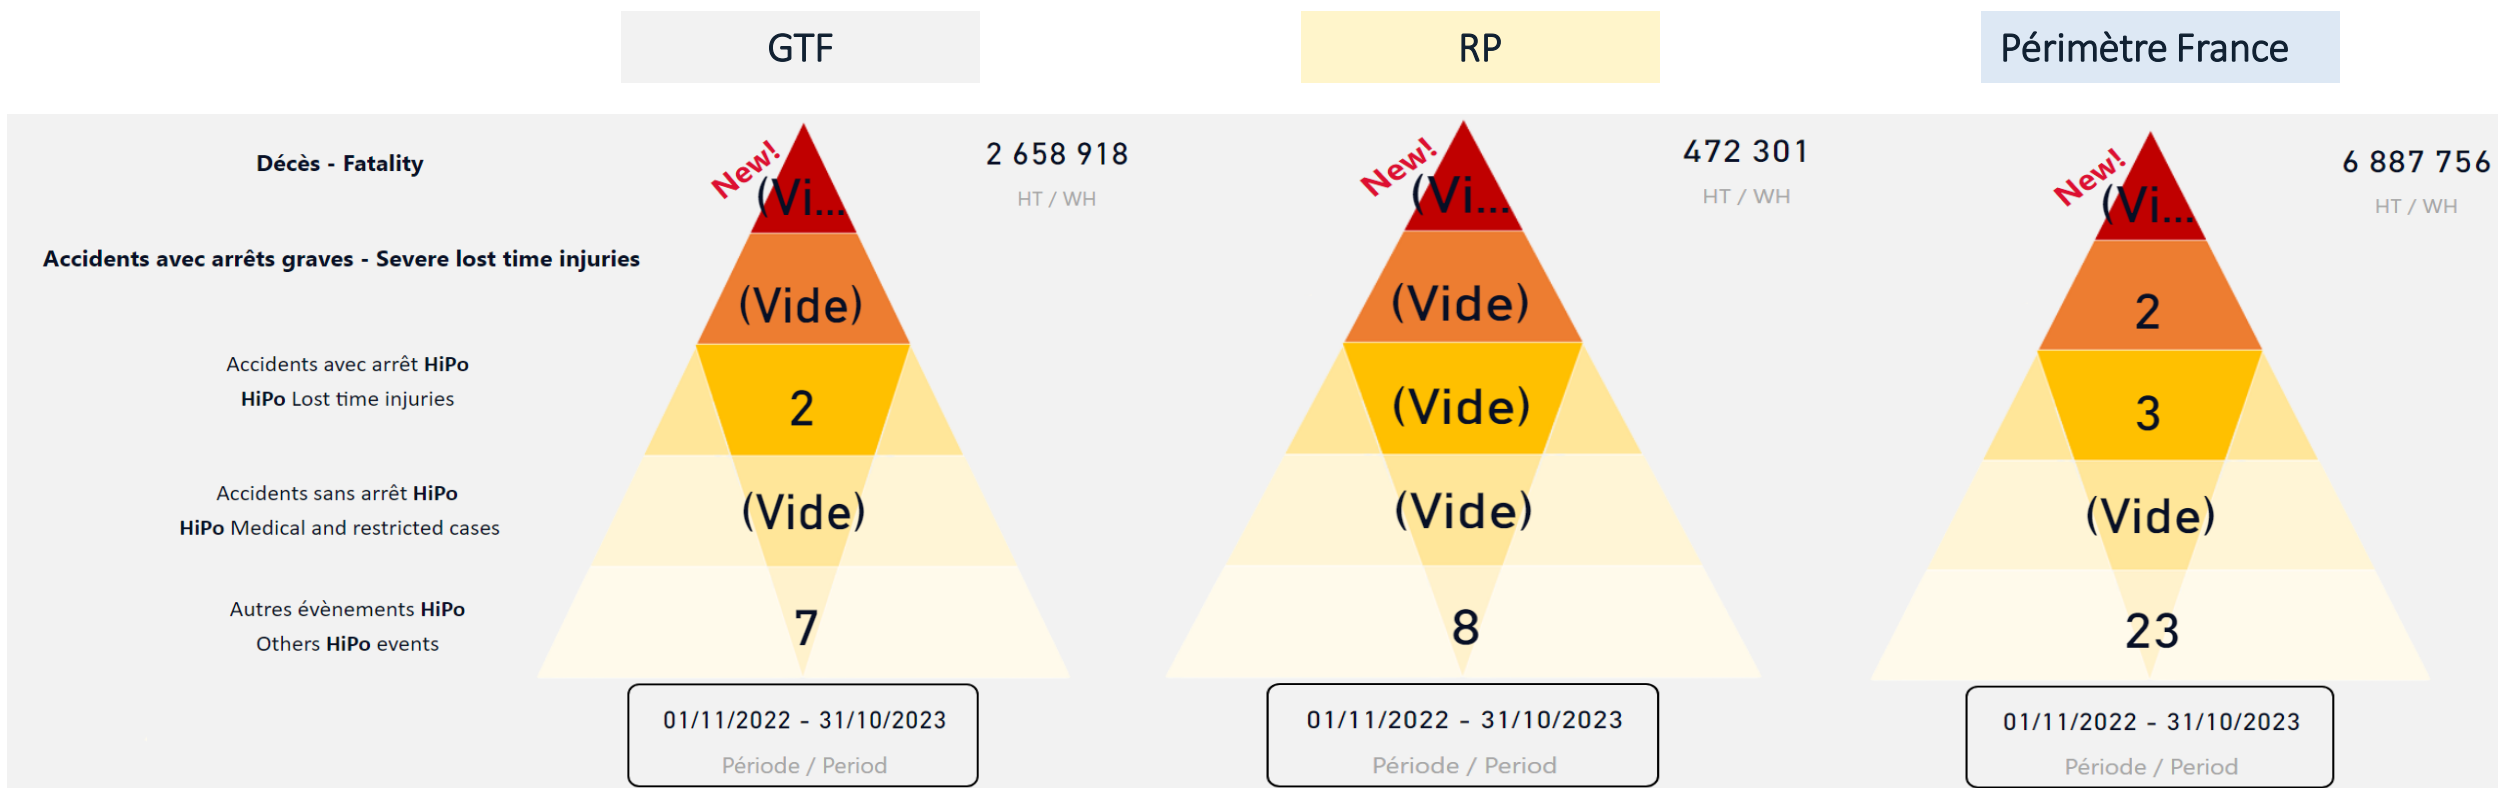 GTF
RP
Périmètre France
Décès - Fatality
New!
(Vi...
2 658 918
HT / WH
New!
(Vi...
472 301
HT / WH
New!
(Vi...
6 887 756
HT / WH
Accidents avec arrêts graves - Severe lost time injuries
(Vide)
(Vide)
2
Accidents avec arrêt HiPo
HiPo Lost time injuries
2
(Vide)
3
Accidents sans arrêt HiPo
HiPo Medical and restricted cases
(Vide)
(Vide)
(Vide)
Autres évènements HiPo
Others HiPo events
7
8
23
01/11/2022 - 31/10/2023
Période / Period
01/11/2022 - 31/10/2023
Période / Period
01/11/2022 - 31/10/2023
Période / Period